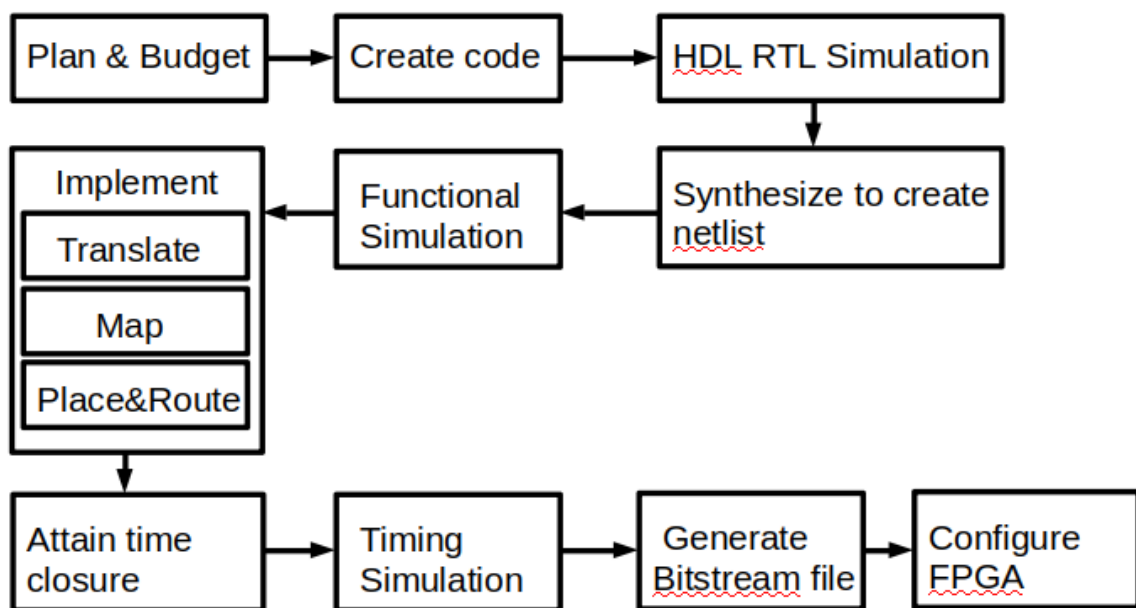 Plan & Budget
Create code
HDL RTL Simulation
Synthesize to create
netlist
Functional
Simulation
Implement
Translate
Map
Place&Route
Attain time
closure
Timing
Simulation
Generate
Bitstream file
Configure
FPGA